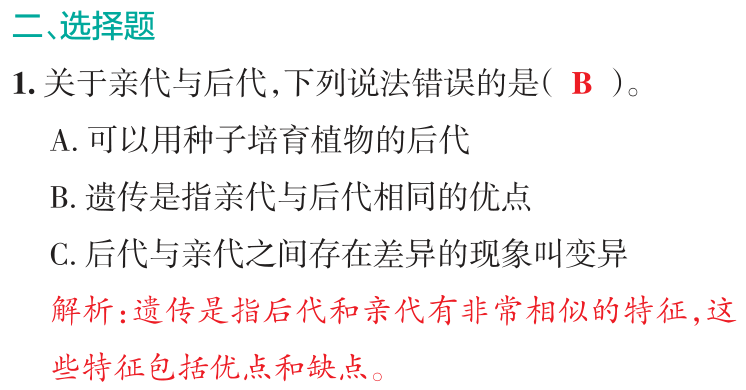 二、选择题
1. 关于亲代与后代,下列说法错误的是( B )。
A. 可以用种子培育植物的后代
B. 遗传是指亲代与后代相同的优点
C. 后代与亲代之间存在差异的现象叫变异
解析:遗传是指后代和亲代有非常相似的特征,这
些特征包括优点和缺点。